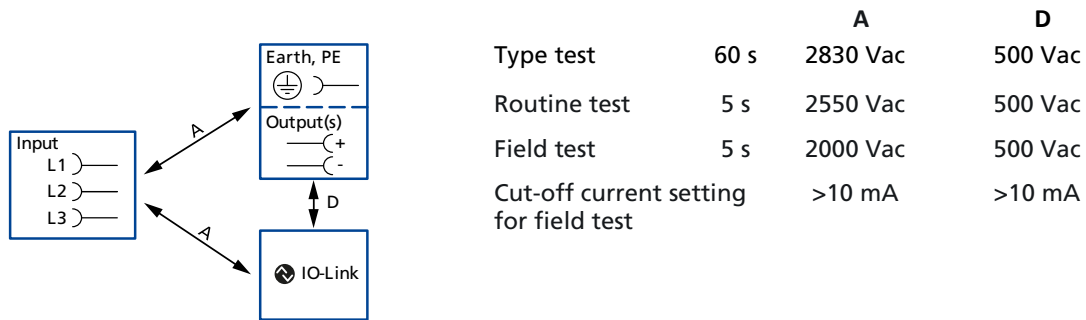 Input
L1
L2
L3
A
A
Earth, PE
Output(s)
+
-
D
IO-Link
A D
Type test 60 s 2830 Vac 500 Vac
Routine test 5 s 2550 Vac 500 Vac
Field test 5 s 2000 Vac 500 Vac
Cut-off current setting >10 mA >10 mA
for field test